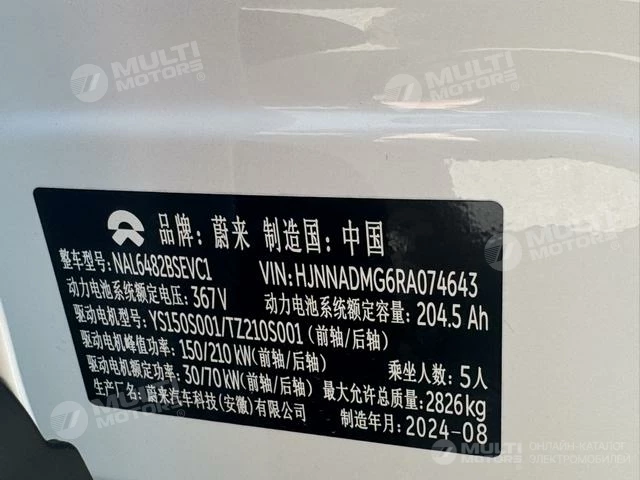 MULTI MOTORS
MULTI MOTORS
品牌: 蔚来 制造国: 中国
整车型号: NAL6482BSEVC1 VIN: HJNNADMG6RA074643
动力电池系统额定电压: 367V 动力电池系统额定容量: 204.5 Ah
驱动电机型号: YS150S001/TZ210S001 (前轴/后轴)
驱动电机峰值功率: 150/210 kW(前轴/后轴)
驱动电机额定功率: 30/70 kW(前轴/后轴) 乘坐人数: 5人
生产厂名: 蔚来汽车科技(安徽)有限公司 最大允许总质量: 2826kg
制造年月: 2024-08
MULTI MOTORS
MULTI MOTORS
ОНЛАЙН-КАТАЛОГ
ЭЛЕКТРОМОБИЛЕЙ